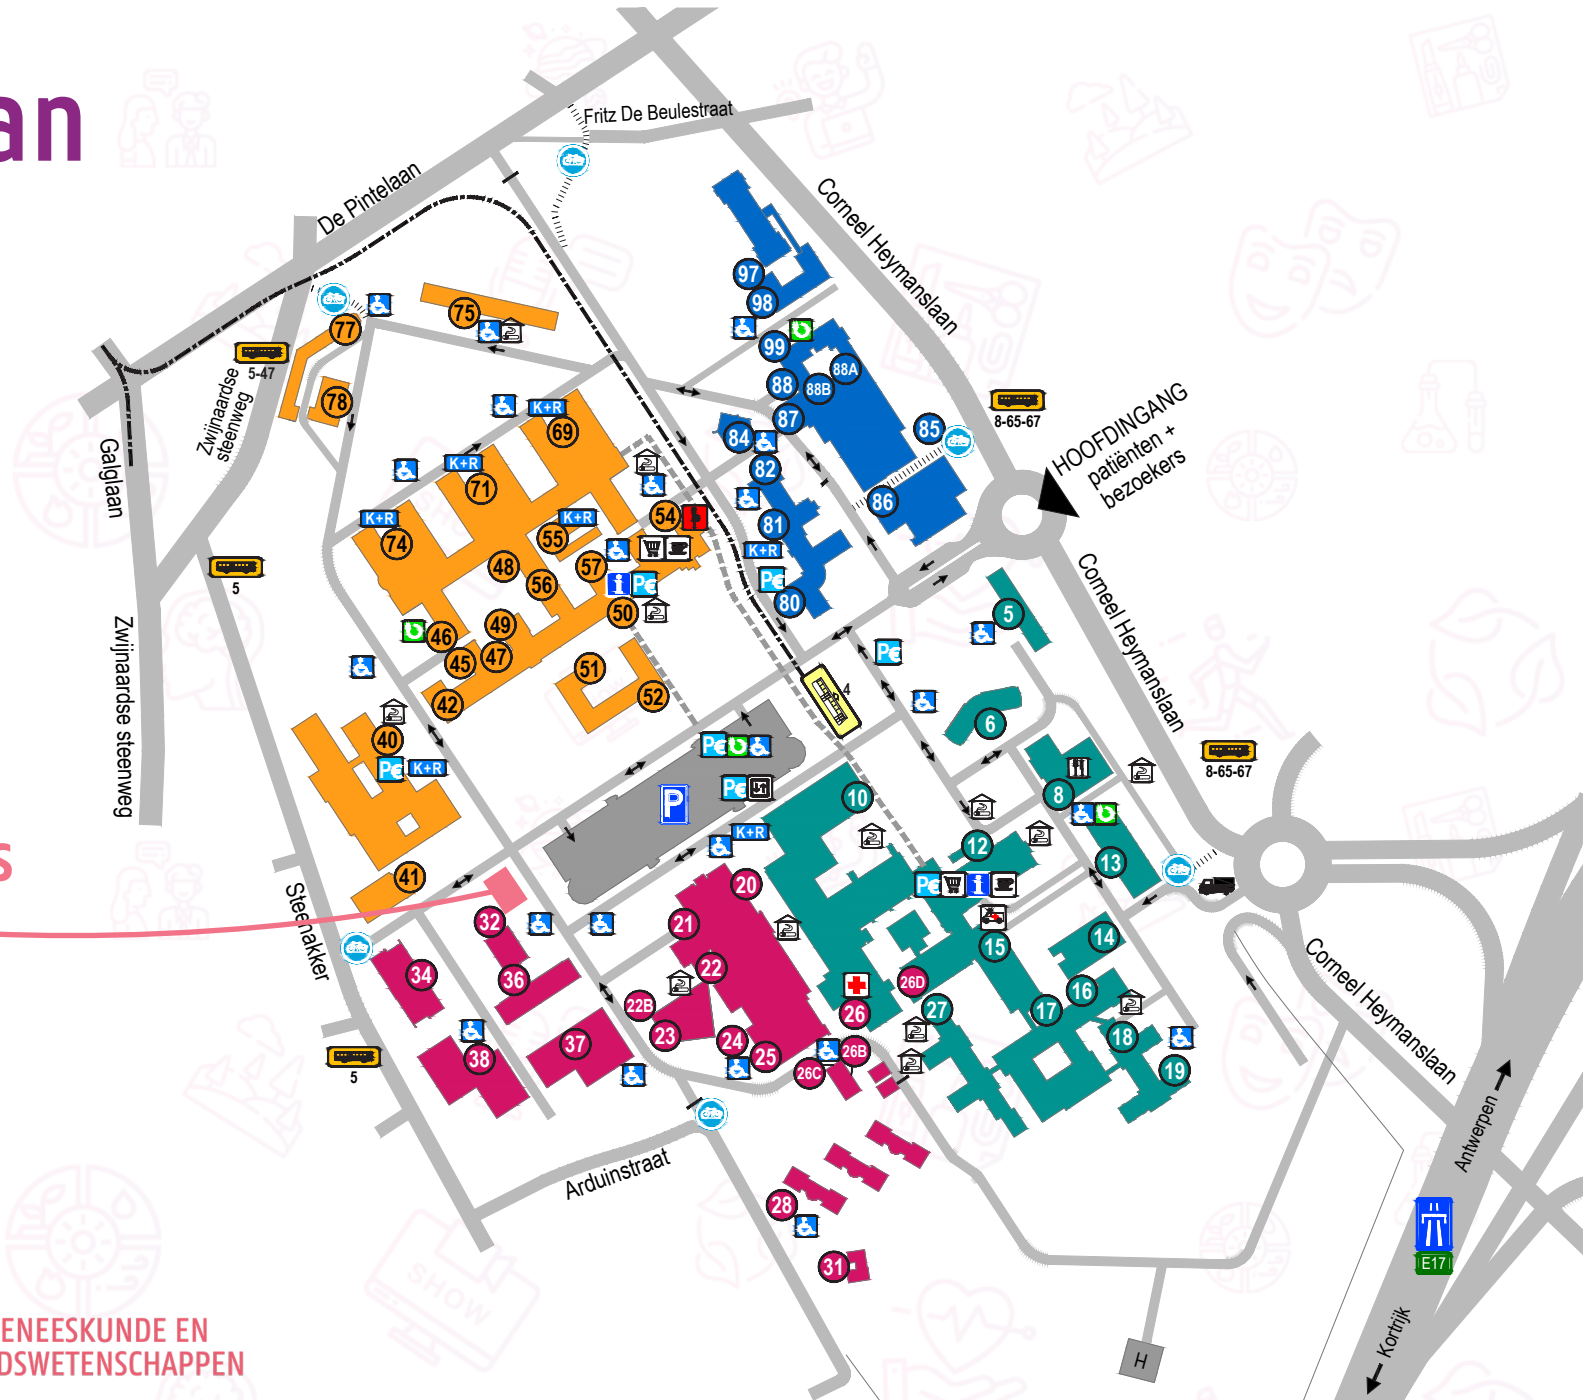 an
Fritz De Beulestraat
De Pintelaan
Corneel Heymanslaan
97
98
75
77
99
88A
88
88B
5-47
Zwijnaardse
steenweg
78
87
85
8-65-67
HOOFDINGANG
patiënten +
bezoekers
K+R
69
84
Galglaan
K+R
71
82
86
K+R
74
K+R
55
54
81
K+R
48
57
56
P€
P€
50
80
5
5
46
49
45
47
51
P€
Corneel Heymanslaan
Zwijnaardse steenweg
42
52
4
6
40
P€
K+R
P€
P
P€
10
8
8-65-67
K+R
12
13
s
41
20
P€
Steenakker
32
21
15
14
34
36
22
26D
16
22B
26
27
17
23
24
18
38
37
25
26B
26C
19
5
Corneel Heymanslaan
Arduinstraat
28
Antwerpen
31
E17
SHOW
Kortrijk
H
ENEESKUNDE EN
DSWETENSCHAPPEN